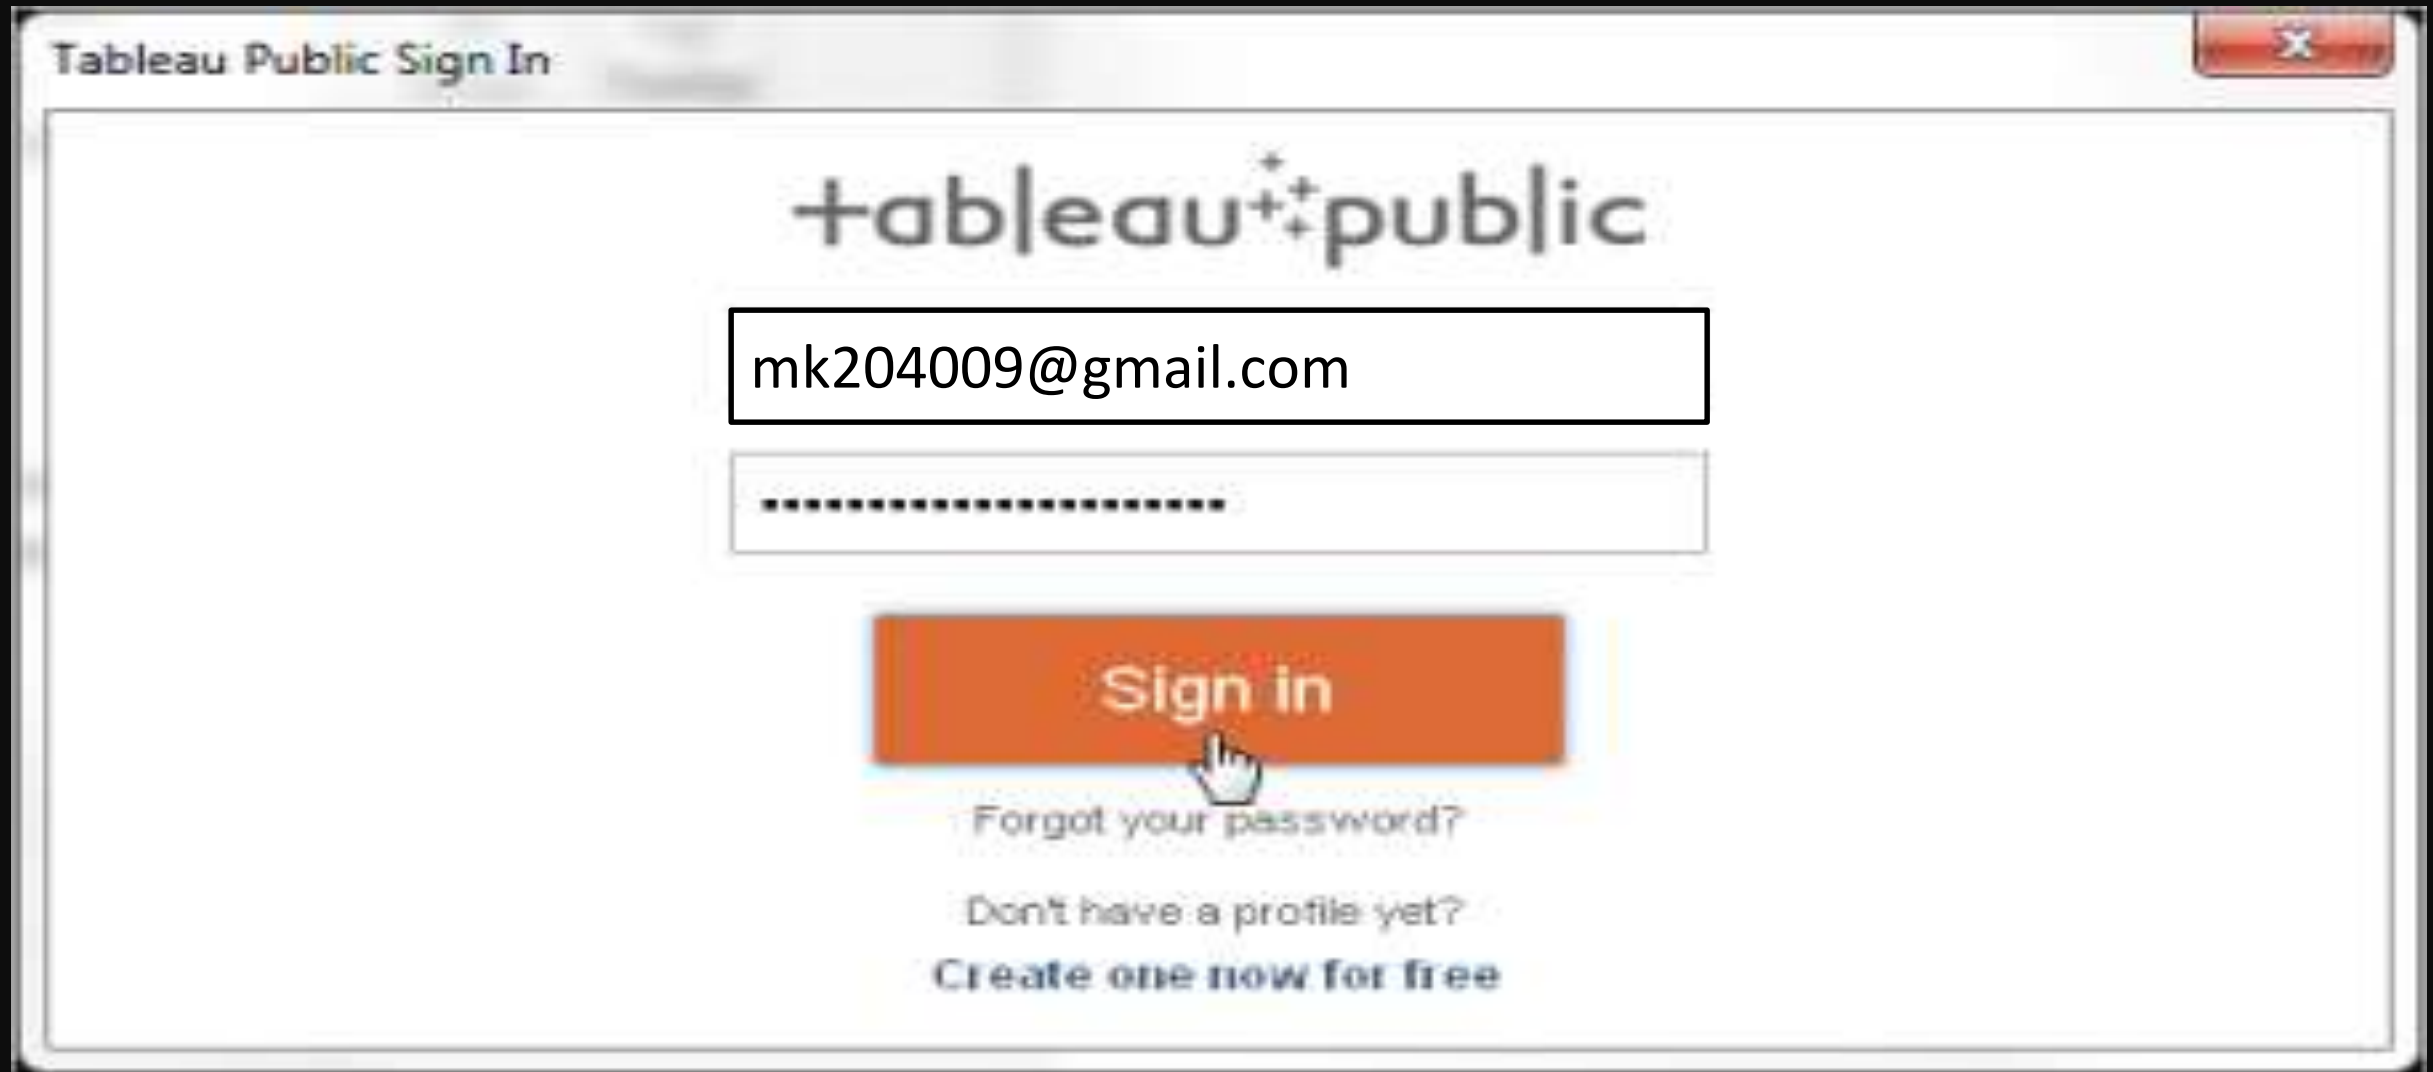 Tableau Public Sign In
tableau public
mk204009@gmail.com
Sign in
Forgot your password?
Don't have a profile yet?
Create one now for free